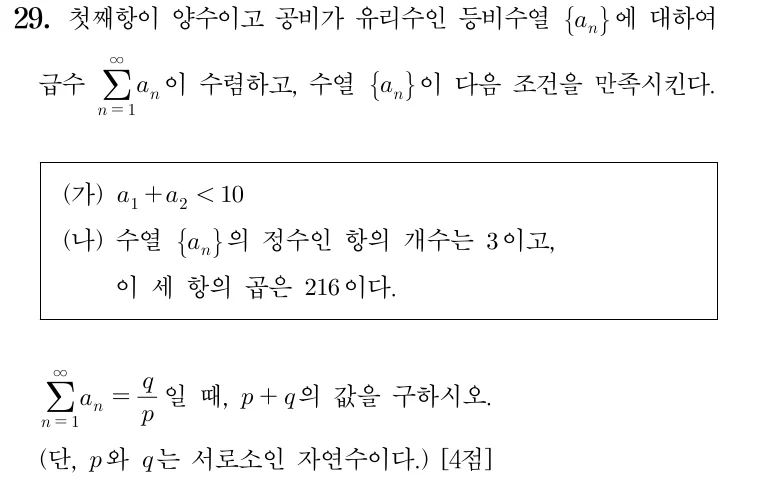 29. 첫째항이 양수이고 공비가 유리수인 등비수열 {aₙ}에 대하여
급수 ∑_{n=1}^{∞} aₙ이 수렴하고, 수열 {aₙ}이 다음 조건을 만족시킨다.
(가) a₁+a₂<10
(나) 수열 {aₙ}의 정수인 항의 개수는 3이고,
이 세 항의 곱은 216이다.
∑_{n=1}^{∞} aₙ = q/p 일 때, p+q의 값을 구하시오.
(단, p와 q는 서로소인 자연수이다.) [4점]